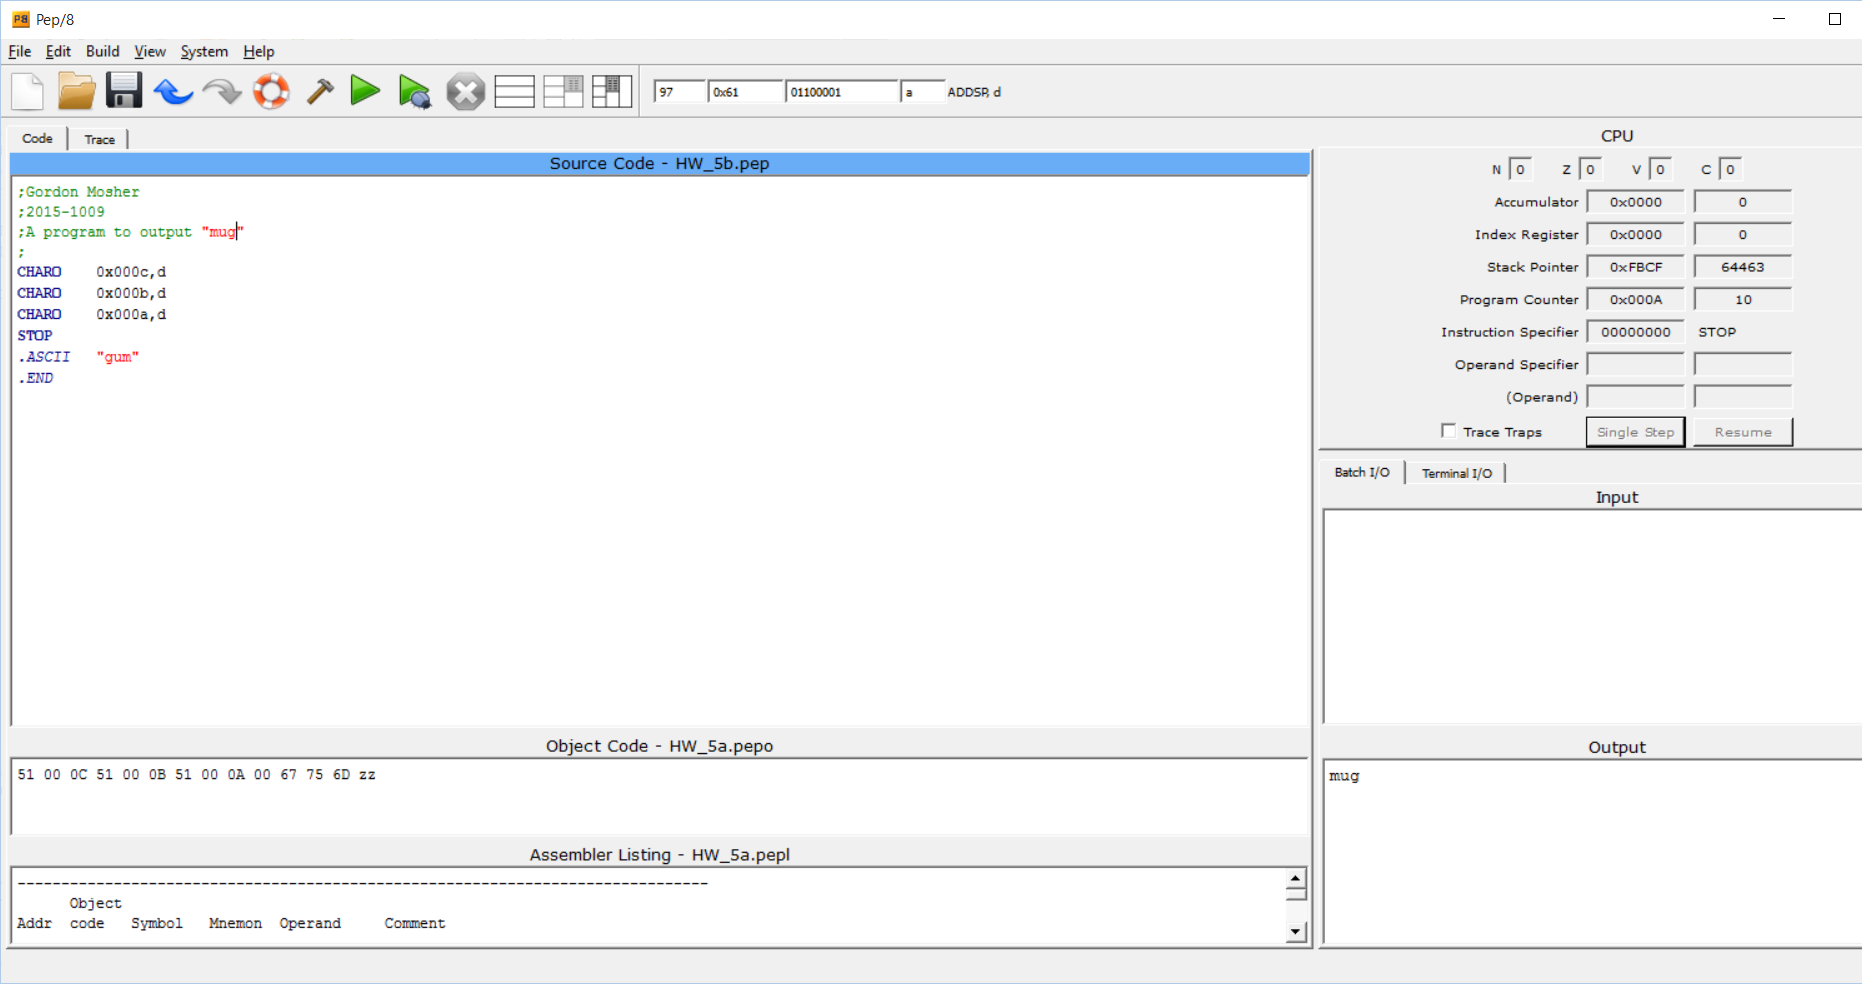 Pep/8
File Edit Build View System Help
97 0x61 01100001 a ADDSP, d
Code Trace
Source Code - HW_5b.pep
;Gordon Mosher
;2015-1009
;A program to output "mug"
;
CHARO 0x000c,d
CHARO 0x000b,d
CHARO 0x000a,d
STOP
.ASCII "gum"
.END
Object Code - HW_5a.pepo
51 00 0C 51 00 0B 51 00 0A 00 67 75 6D zz
Assembler Listing - HW_5a.pepl
-------------------------------------------------------------------------------
Object
Addr code Symbol Mnemon Operand Comment
CPU
N 0 Z 0 V 0 C 0
Accumulator 0x0000 0
Index Register 0x0000 0
Stack Pointer 0xFBCF 64463
Program Counter 0x000A 10
Instruction Specifier 00000000 STOP
Operand Specifier
(Operand)
Trace Traps Single Step Resume
Batch I/O Terminal I/O
Input
Output
mug